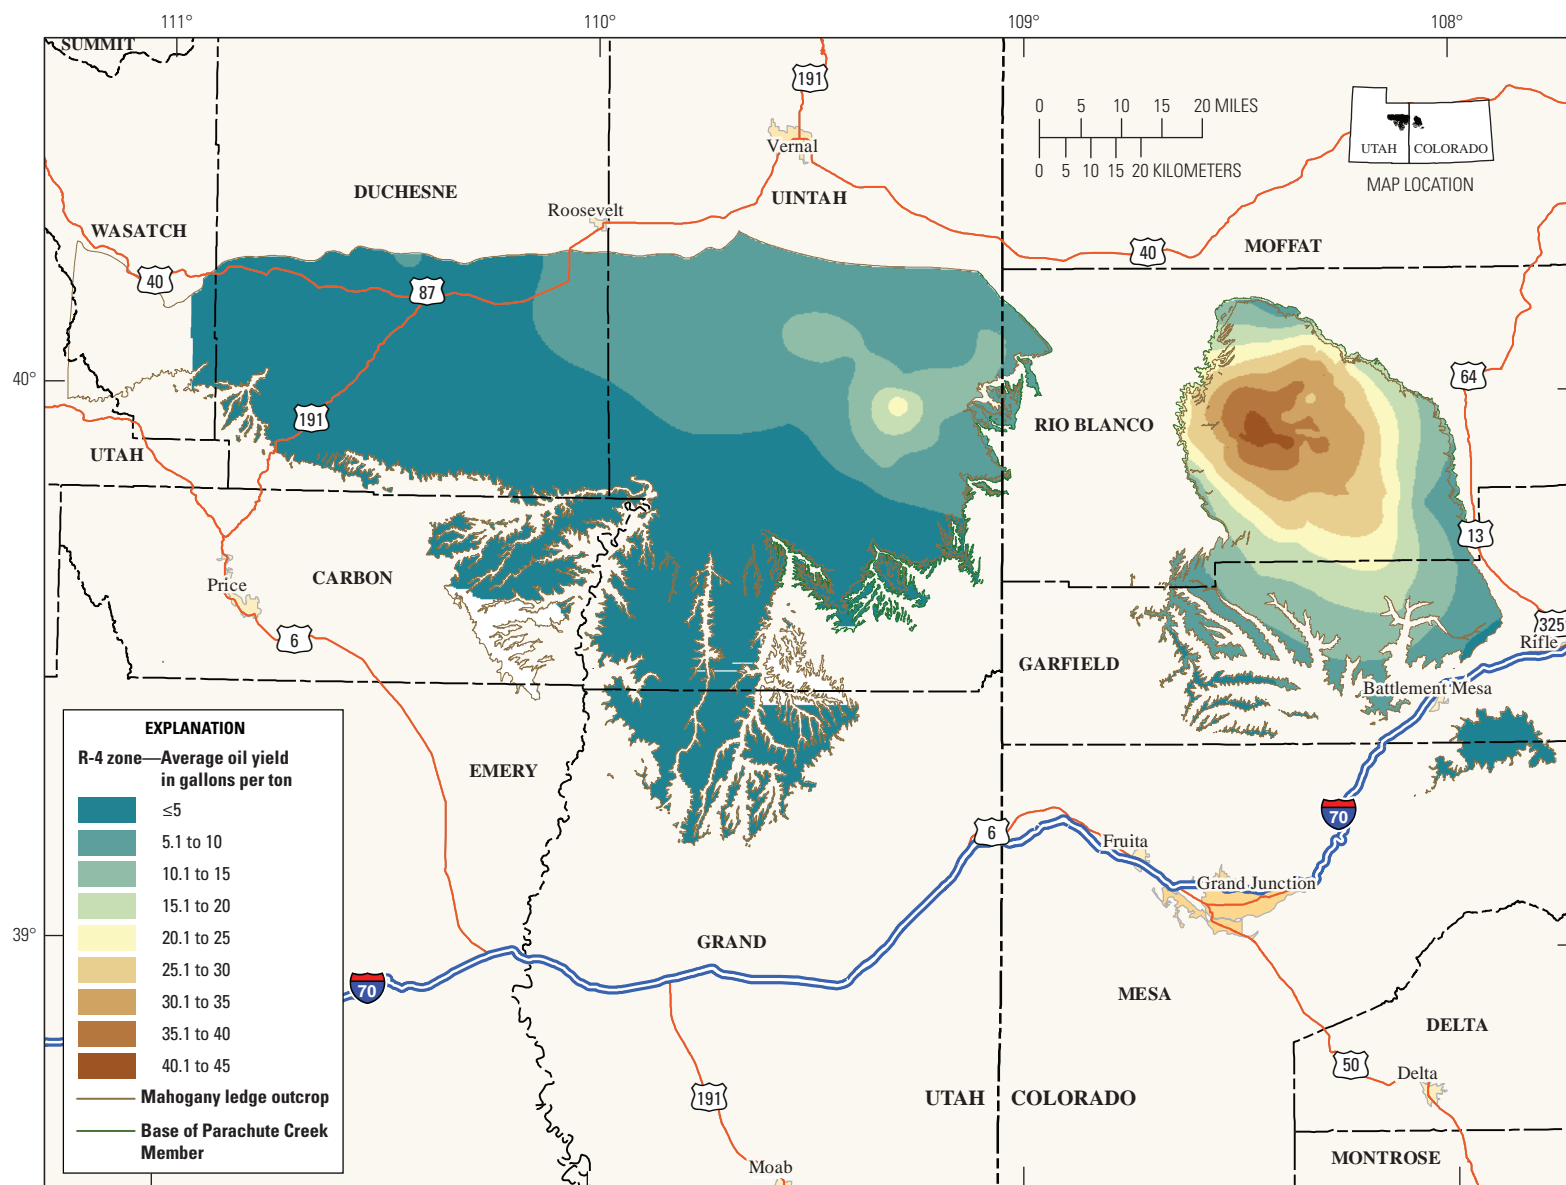 111°
110°
109°
108°
SUMMIT
191
0 5 10 15 20 MILES
0 5 10 15 20 KILOMETERS
UTAH
COLORADO
MAP LOCATION
Vernal
DUCHESNE
UINTAH
Roosevelt
WASATCH
MOFFAT
40
40
87
40°
64
191
RIO BLANCO
UTAH
13
CARBON
Price
6
325
Rifle
GARFIELD
Battlement Mesa
EMERY
EXPLANATION
R-4 zone—Average oil yield
in gallons per ton
≤5
5.1 to 10
10.1 to 15
15.1 to 20
20.1 to 25
25.1 to 30
30.1 to 35
35.1 to 40
40.1 to 45
Mahogany ledge outcrop
Base of Parachute Creek
Member
70
6
Fruita
Grand Junction
39°
GRAND
70
MESA
DELTA
50
Delta
191
UTAH
COLORADO
MONTROSE
Moab